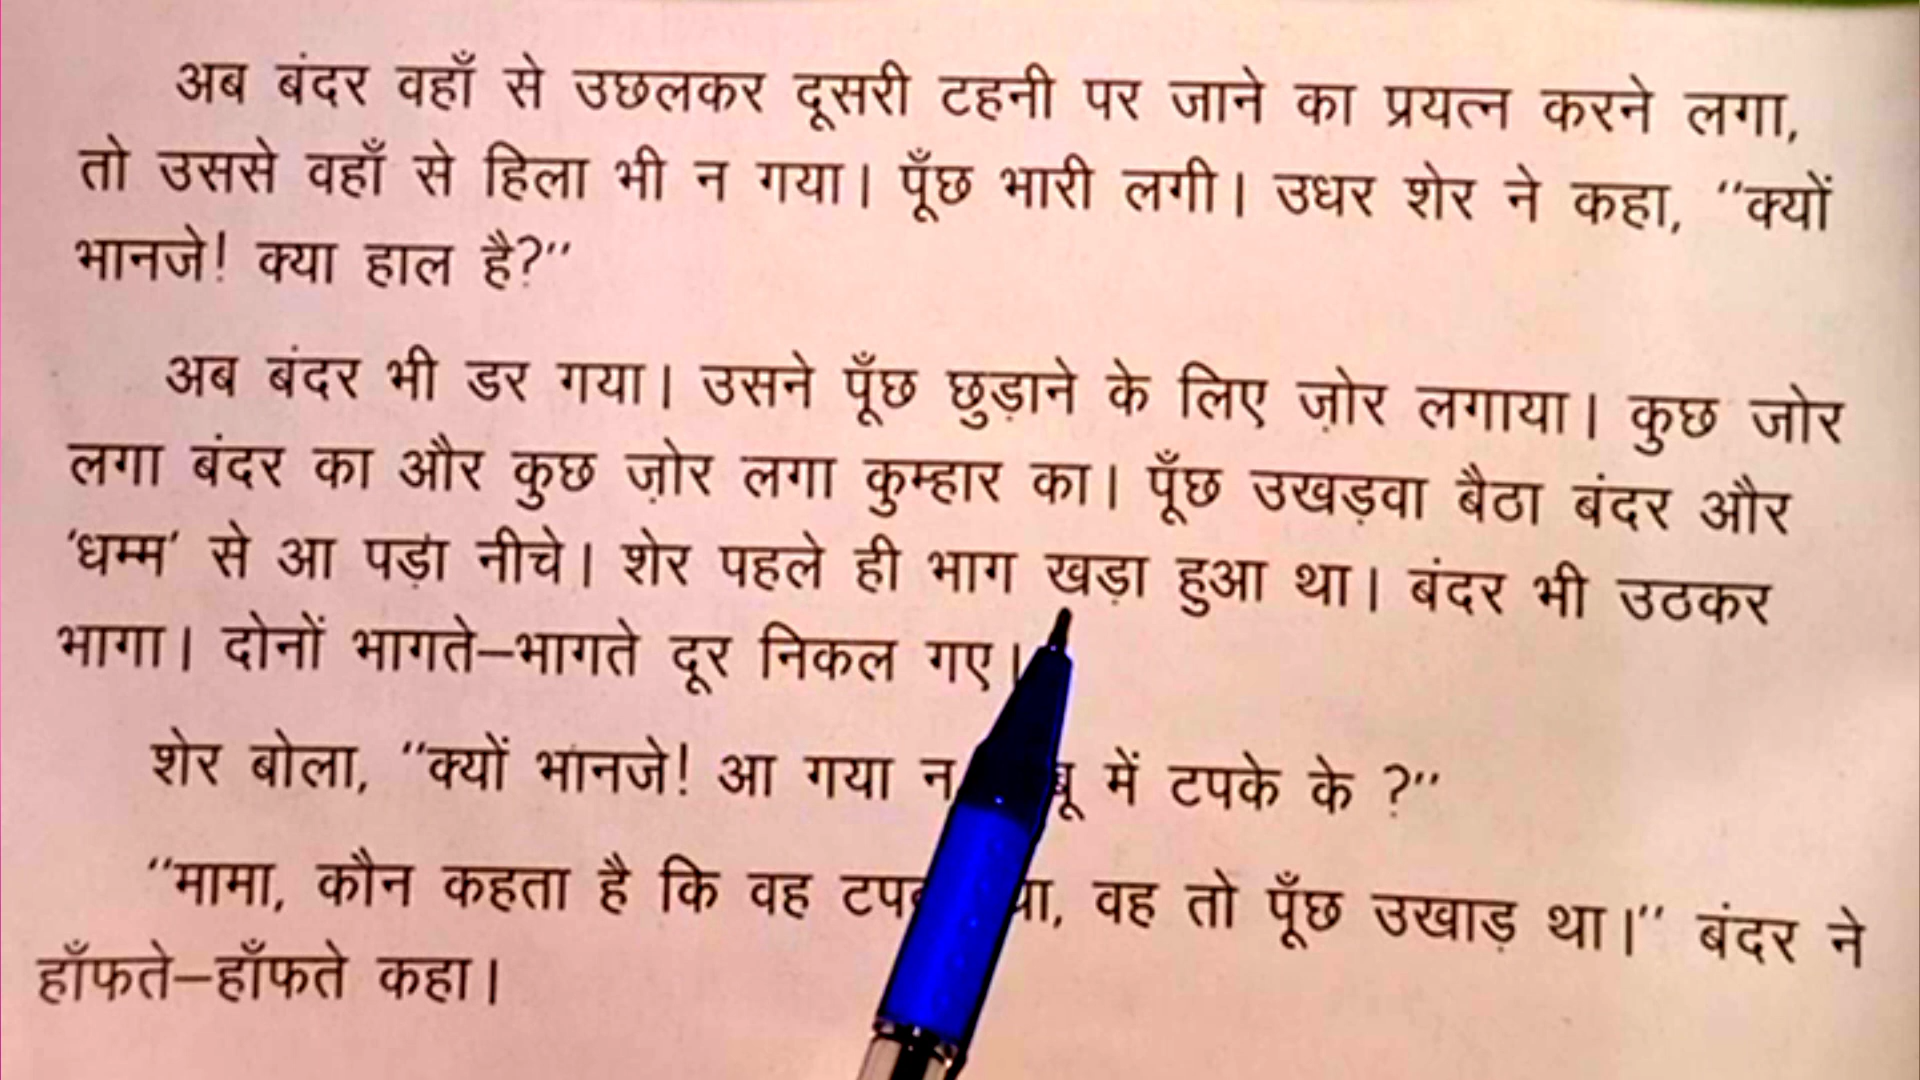 अब बंदर वहाँ से उछलकर दूसरी टहनी पर जाने का प्रयत्न करने लगा,
तो उससे वहाँ से हिला भी न गया। पूँछ भारी लगी। उधर शेर ने कहा, "क्यों
भानजे! क्या हाल है?"
अब बंदर भी डर गया। उसने पूँछ छुड़ाने के लिए ज़ोर लगाया। कुछ जोर
लगा बंदर का और कुछ ज़ोर लगा कुम्हार का। पूँछ उखड़वा बैठा बंदर और
'धम्म' से आ पड़ा नीचे। शेर पहले ही भाग खड़ा हुआ था। बंदर भी उठकर
भागा। दोनों भागते–भागते दूर निकल गए।
शेर बोला, "क्यों भानजे! आ गया न में टपके के ?"
"मामा, कौन कहता है कि वह वह तो पूँछ उखाड़ था।" बंदर ने
हाँफते–हाँफते कहा।